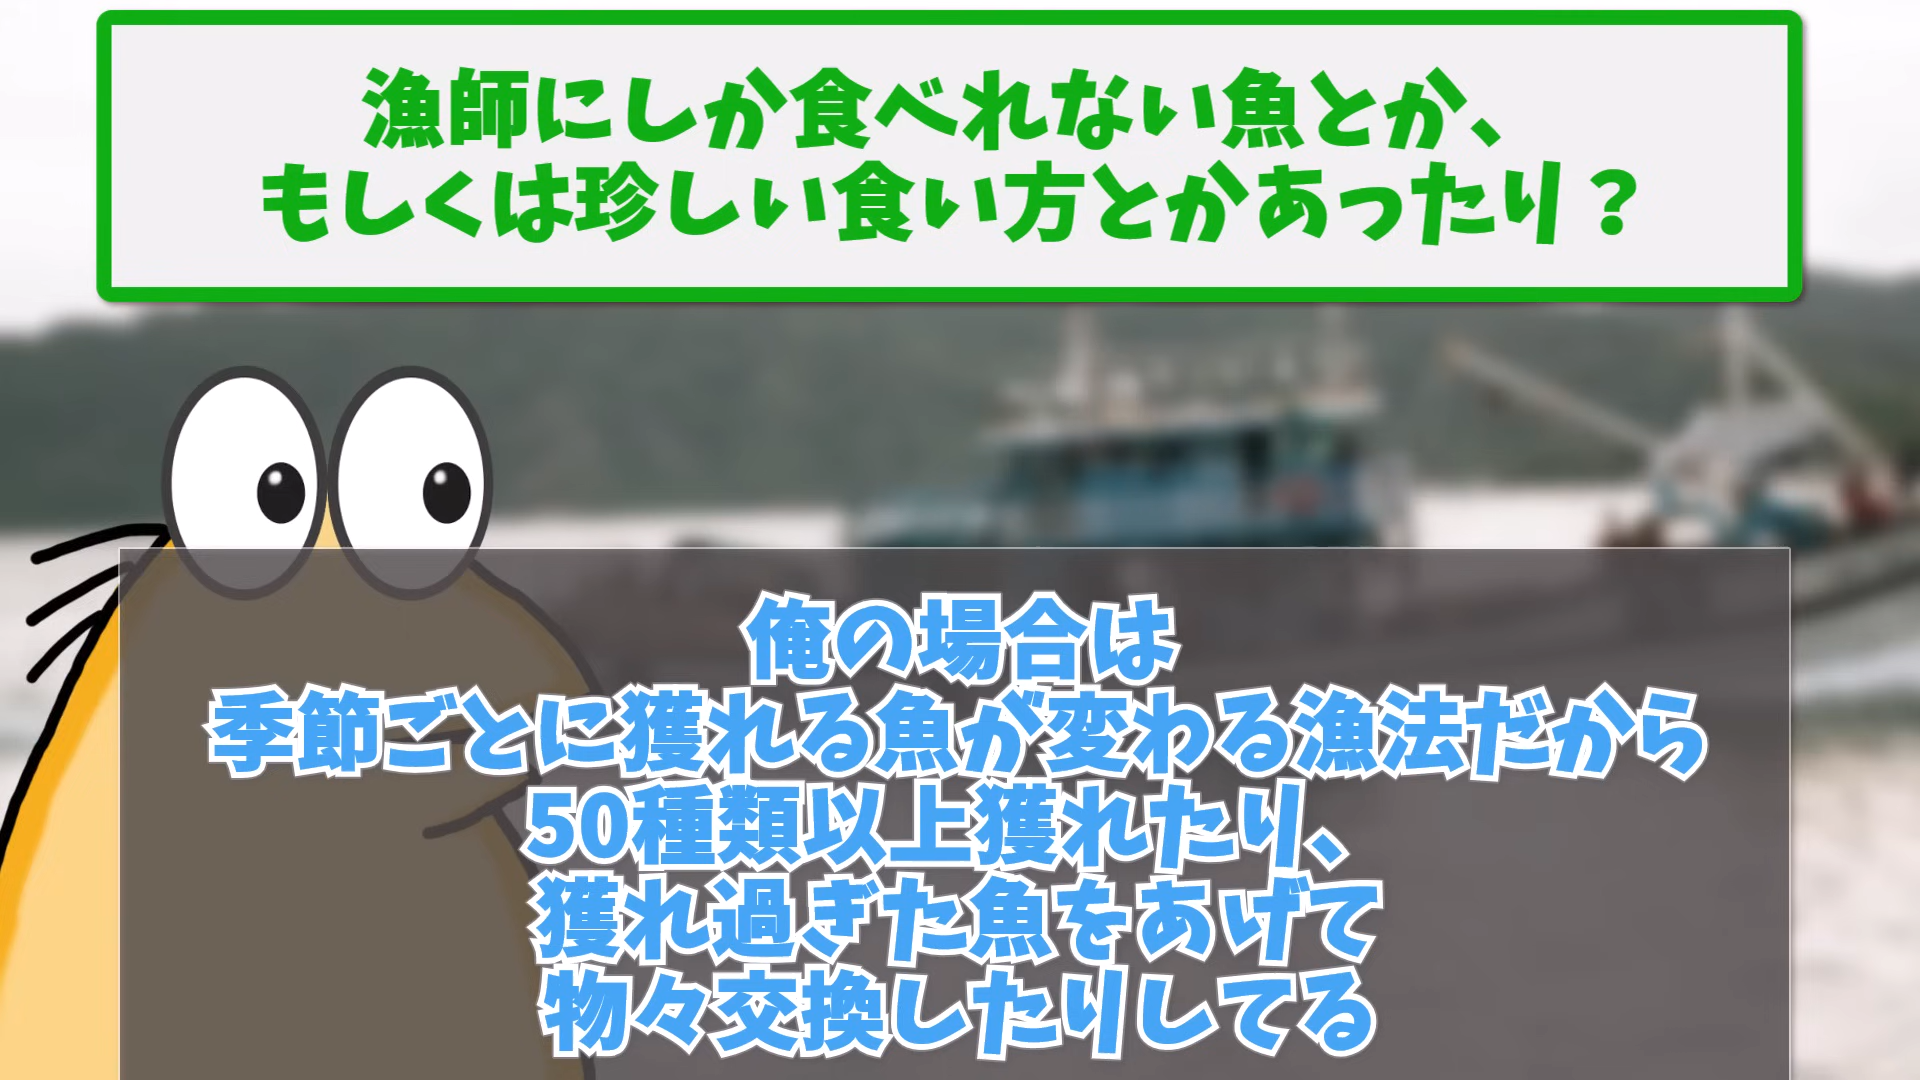 漁師にしか食べれない魚とか、
もしくは珍しい食い方とかあったり？
俺の場合は
季節ごとに獲れる魚が変わる漁法だから
50種類以上獲れたり、
獲れ過ぎた魚をあげて
物々交換したりしてる